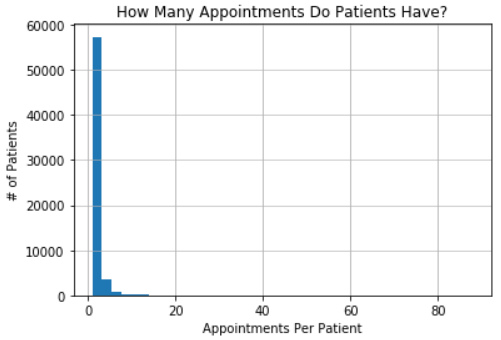 How Many Appointments Do Patients Have?
60000
50000
40000
30000
20000
10000
0
# of Patients
0 20 40 60 80
Appointments Per Patient